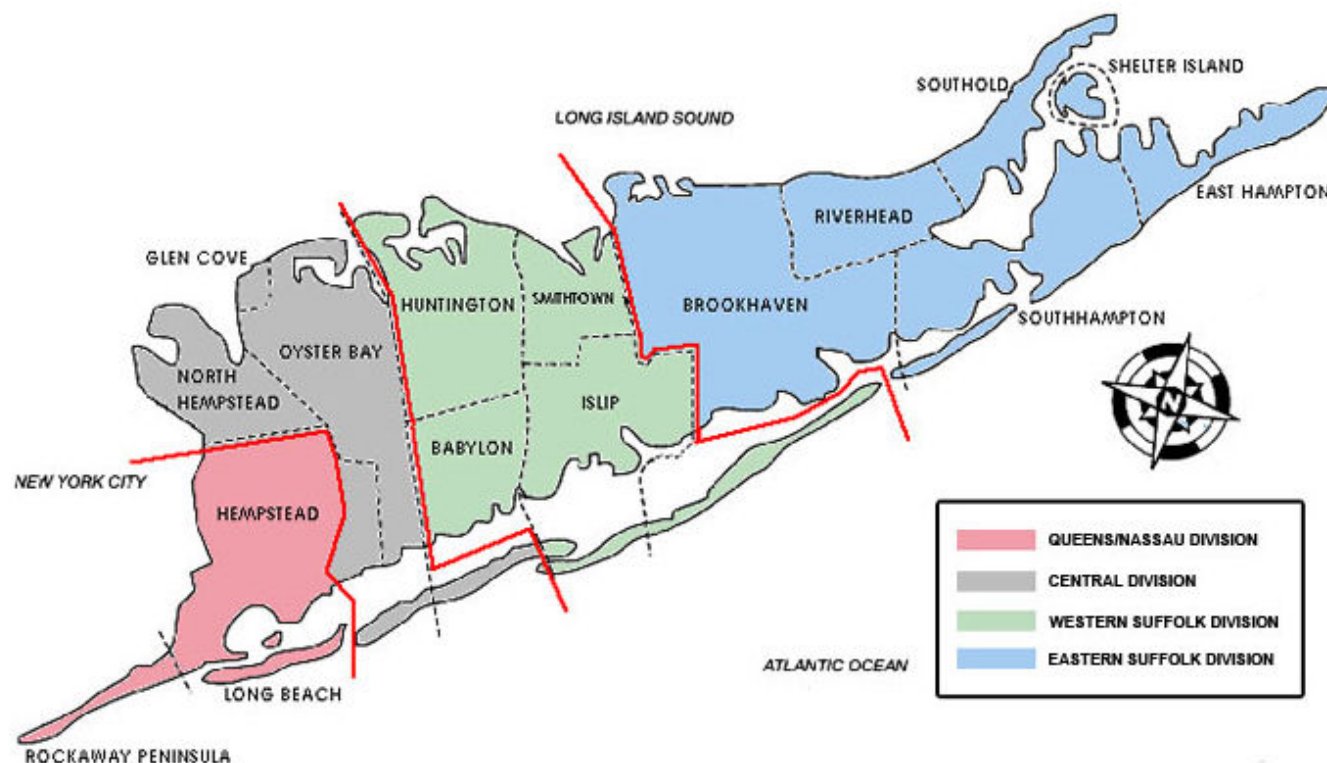 SHELTER ISLAND
SOUTHOLD
LONG ISLAND SOUND
EAST HAMPTON
RIVERHEAD
GLEN COVE
HUNTINGTON
SMITHTOWN
BROOKHAVEN
SOUTHHAMPTON
OYSTER BAY
NORTH
HEMPSTEAD
ISLIP
N
BABYLON
NEW YORK CITY
HEMPSTEAD
QUEENS/NASSAU DIVISION
CENTRAL DIVISION
WESTERN SUFFOLK DIVISION
EASTERN SUFFOLK DIVISION
ATLANTIC OCEAN
LONG BEACH
ROCKAWAY PENINSULA